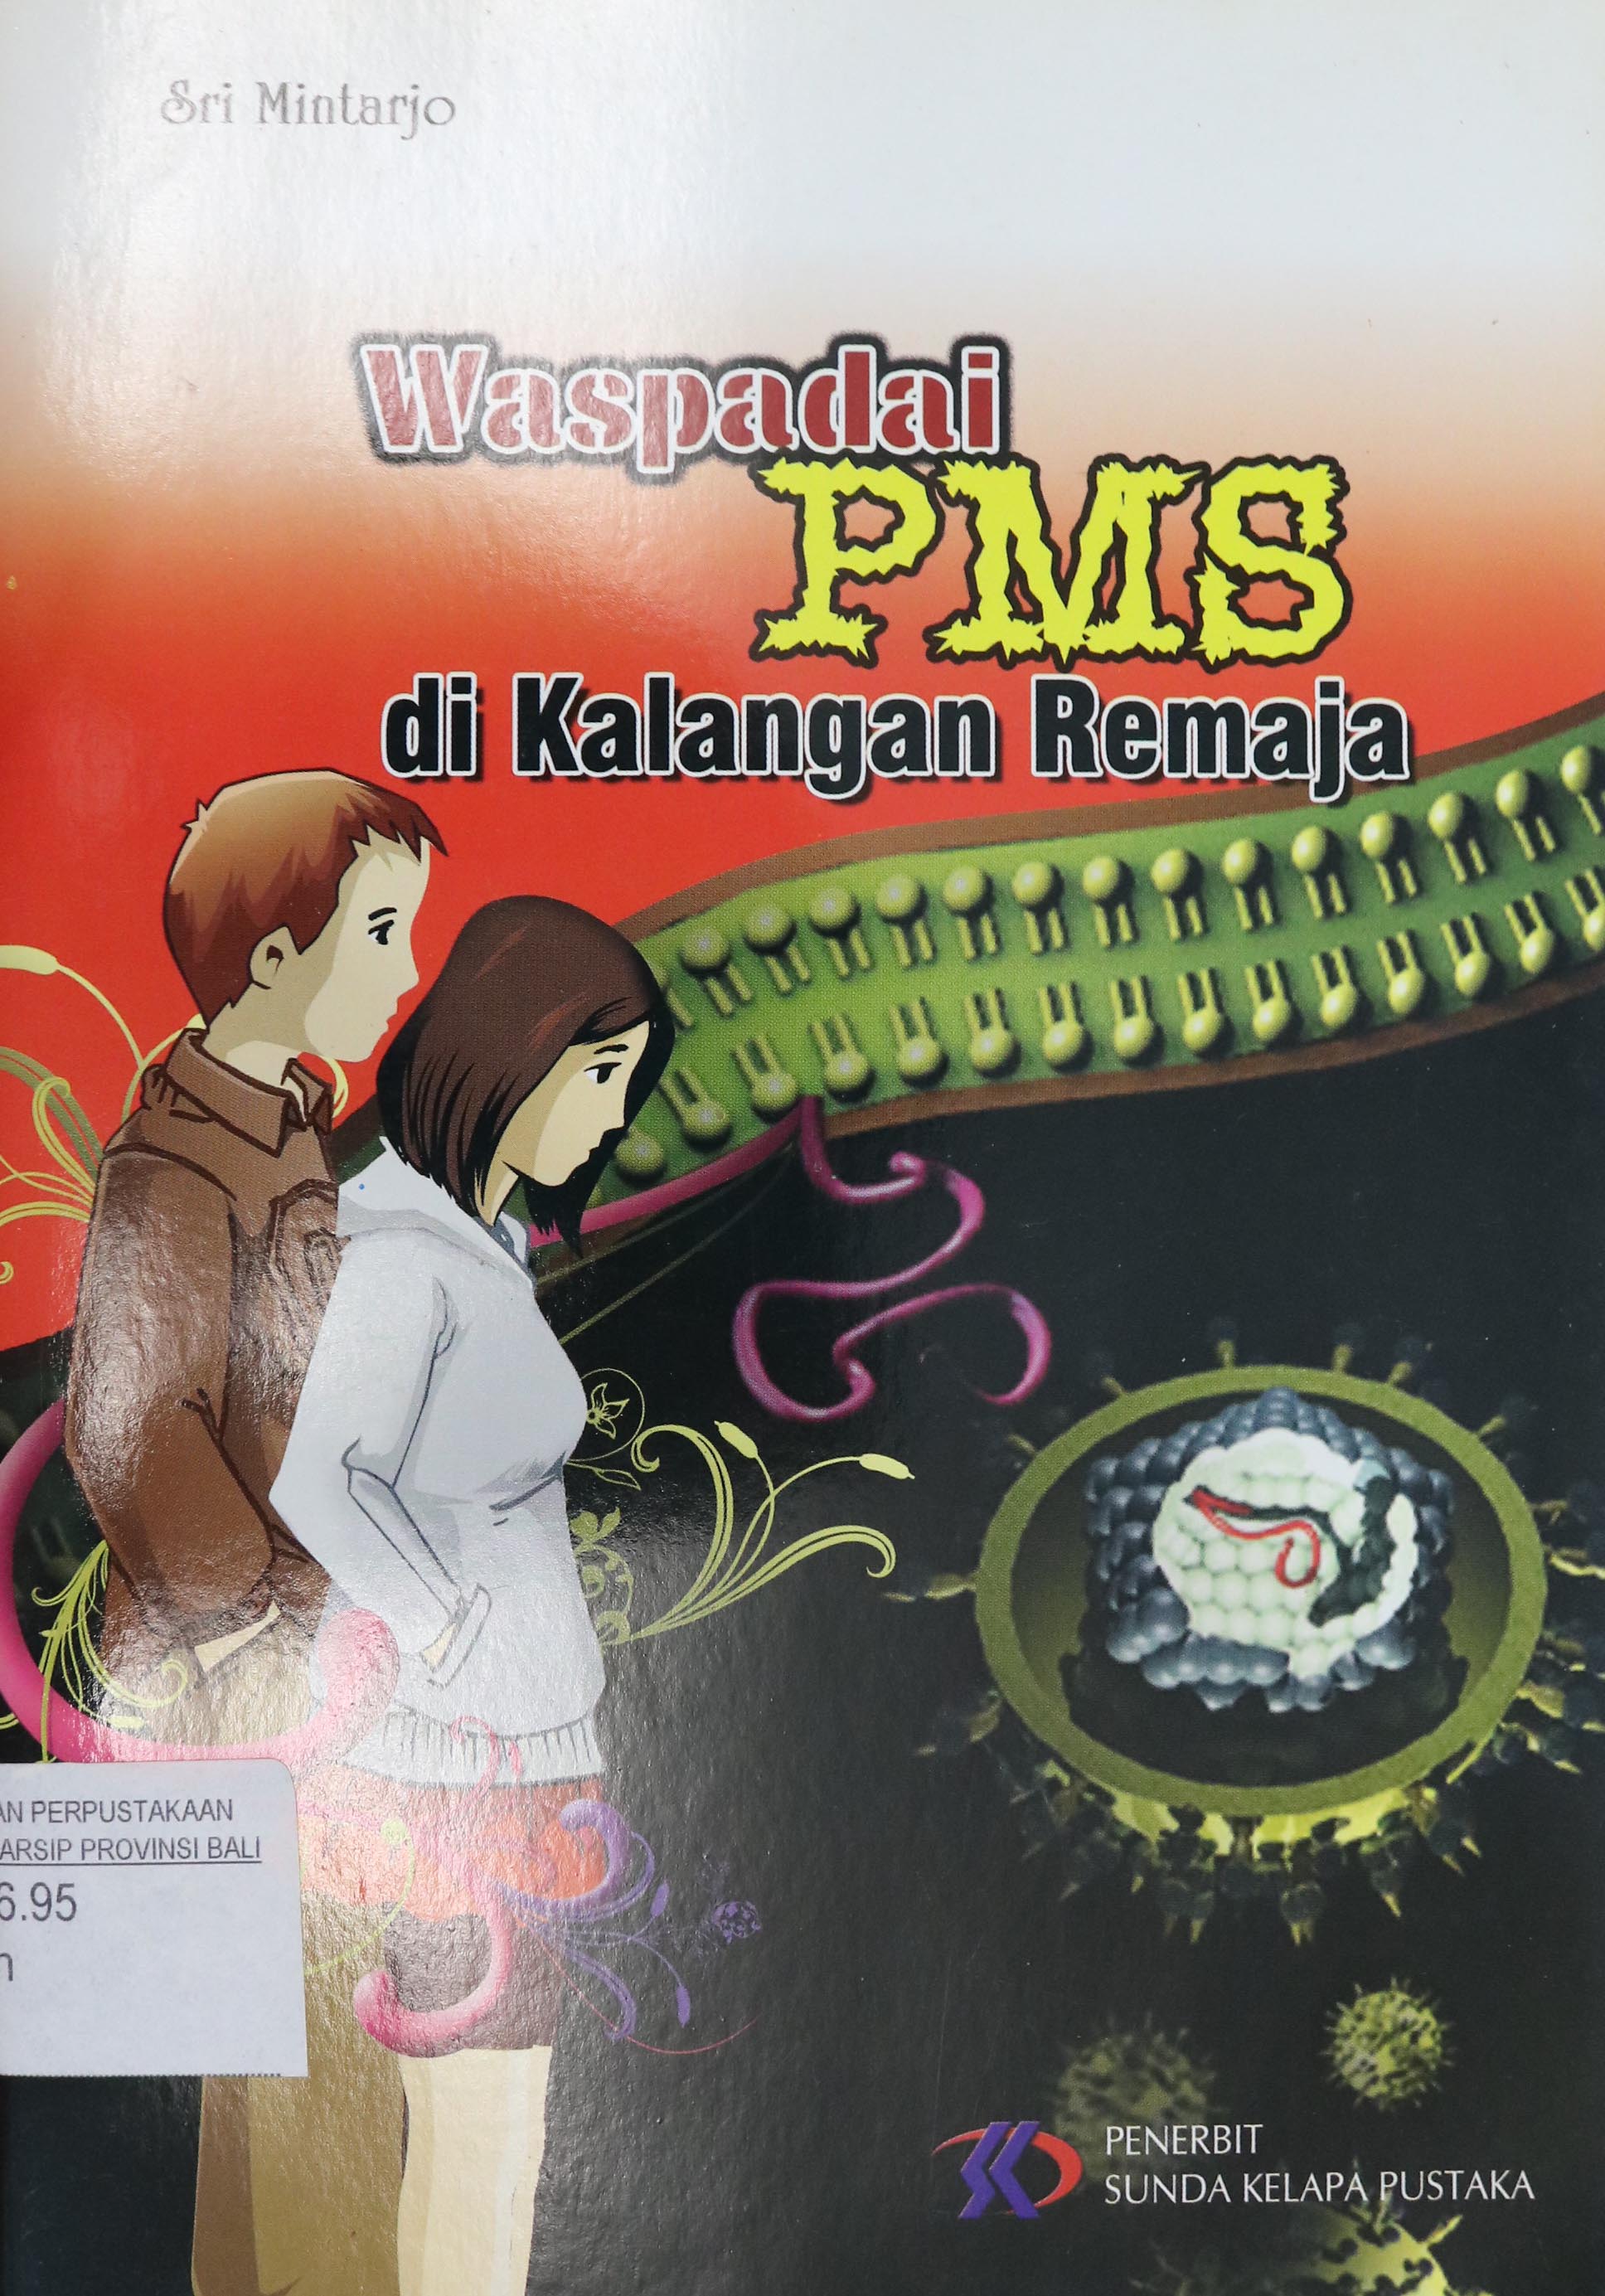 Sri Mintarjo
Waspadai
PMS
di Kalangan Remaja
AN PERPUSTAKAAN
ARSIP PROVINSI BALI
6.95
PENERBIT
SUNDA KELAPA PUSTAKA